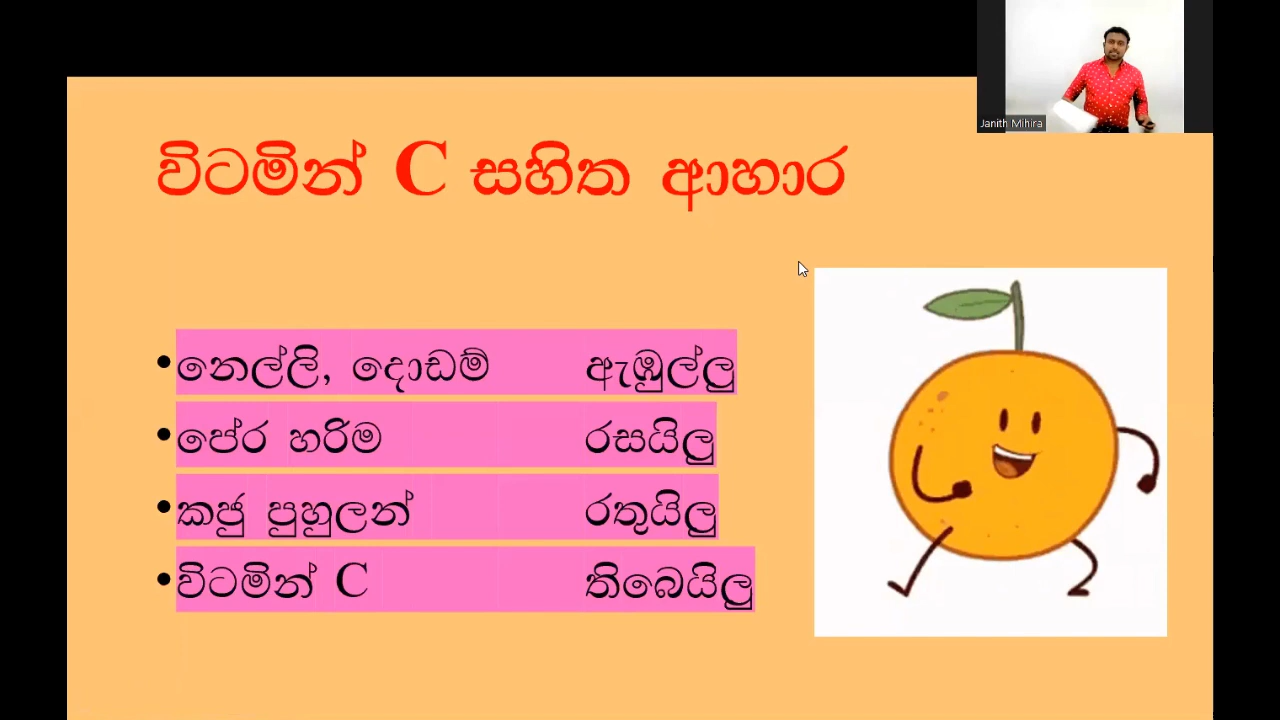 Janith Mihira
විටමින් C සහිත ආහාර
•නෙල්ලි, දොඩම් ඇඹුල්ලු
•පේර හරිම රසයිලු
•කජු පුහුලන් රතුයිලු
•විටමින් C තිබෙයිලු